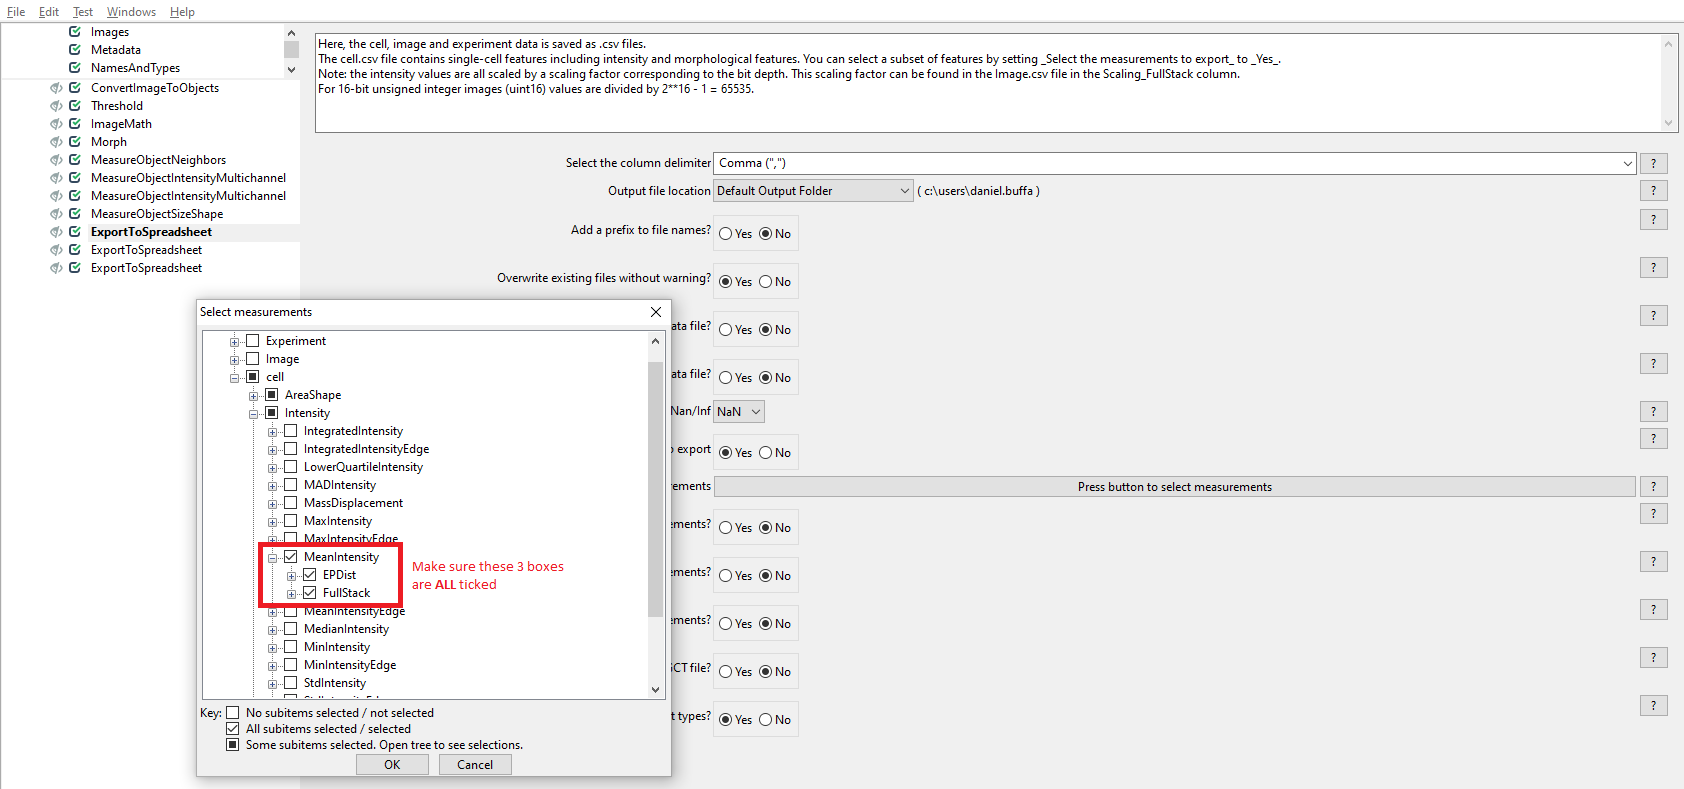 File Edit Test Windows Help
Images
Metadata
NamesAndTypes
ConvertImageToObjects
Threshold
ImageMath
Morph
MeasureObjectNeighbors
MeasureObjectIntensityMultichannel
MeasureObjectIntensityMultichannel
MeasureObjectSizeShape
ExportToSpreadsheet
ExportToSpreadsheet
ExportToSpreadsheet
Here, the cell, image and experiment data is saved as .csv files.
The cell.csv file contains single-cell features including intensity and morphological features. You can select a subset of features by setting _Select the measurements to export_ to _Yes_.
Note: the intensity values are all scaled by a scaling factor corresponding to the bit depth. This scaling factor can be found in the Image.csv file in the Scaling_FullStack column.
For 16-bit unsigned integer images (uint16) values are divided by 2**16 - 1 = 65535.
Select the column delimiter Comma (",") ?
Output file location Default Output Folder ( c:\users\daniel.buffa ) ?
Add a prefix to file names? Yes No ?
Overwrite existing files without warning? Yes No ?
ata file? Yes No ?
ata file? Yes No ?
Nan/Inf NaN ?
o export Yes No ?
rements Press button to select measurements ?
ements? Yes No ?
ements? Yes No ?
ements? Yes No ?
CT file? Yes No ?
t types? Yes No ?
Select measurements
Experiment
Image
cell
AreaShape
Intensity
IntegratedIntensity
IntegratedIntensityEdge
LowerQuartileIntensity
MADIntensity
MassDisplacement
MaxIntensity
MaxIntensityEdge
MeanIntensity
EPDist
FullStack
MeanIntensityEdge
MedianIntensity
MinIntensity
MinIntensityEdge
StdIntensity
StdIntensityEdge
Make sure these 3 boxes
are ALL ticked
Key: No subitems selected / not selected
All subitems selected / selected
Some subitems selected. Open tree to see selections.
OK Cancel